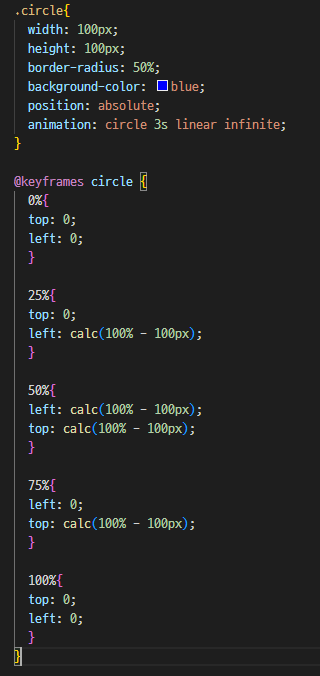 .circle{
width: 100px;
height: 100px;
border-radius: 50%;
background-color: blue;
position: absolute;
animation: circle 3s linear infinite;
}
@keyframes circle {
0%{
top: 0;
left: 0;
}
25%{
top: 0;
left: calc(100% - 100px);
}
50%{
left: calc(100% - 100px);
top: calc(100% - 100px);
}
75%{
left: 0;
top: calc(100% - 100px);
}
100%{
top: 0;
left: 0;
}
}